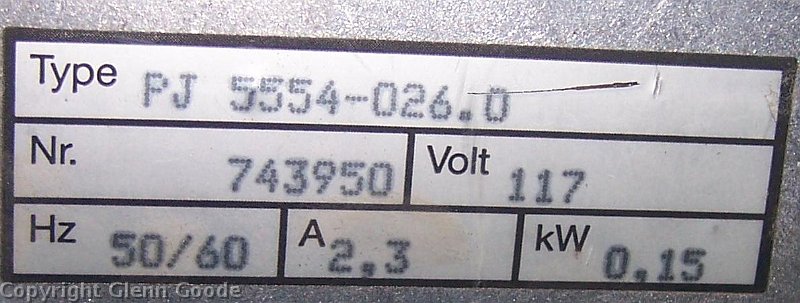 Type PJ 5554-026.0
Nr. 743950 Volt 117
Hz 50/60 A 2,3 kW 0,15
Copyright Glenn Goode